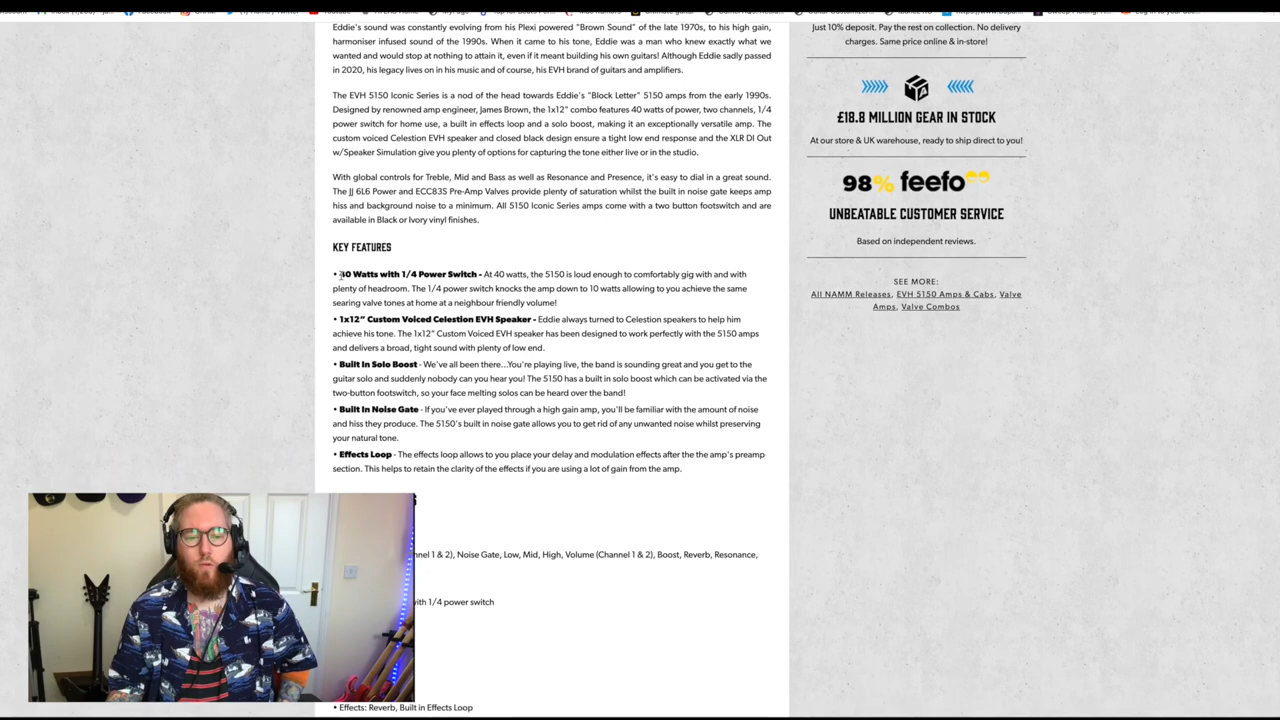 Eddie's sound was constantly evolving from his Plexi powered "Brown Sound" of the late 1970s, to his high gain,
harmoniser infused sound of the 1990s. When it came to his tone, Eddie was a man who knew exactly what we
wanted and would stop at nothing to attain it, even if it meant building his own guitars! Although Eddie sadly passed
in 2020, his legacy lives on in his music and of course, his EVH brand of guitars and amplifiers.
The EVH 5150 Iconic Series is a nod of the head towards Eddie's "Block Letter" 5150 amps from the early 1990s.
Designed by renowned amp engineer, James Brown, the 1x12" combo features 40 watts of power, two channels, 1/4
power switch for home use, a built in effects loop and a solo boost, making it an exceptionally versatile amp. The
custom voiced Celestion EVH speaker and closed black design ensure a tight low end response and the XLR DI Out
w/Speaker Simulation give you plenty of options for capturing the tone either live or in the studio.
With global controls for Treble, Mid and Bass as well as Resonance and Presence, it's easy to dial in a great sound.
The JJ 6L6 Power and ECC83S Pre-Amp Valves provide plenty of saturation whilst the built in noise gate keeps amp
hiss and background noise to a minimum. All 5150 Iconic Series amps come with a two button footswitch and are
available in Black or Ivory vinyl finishes.
KEY FEATURES
• 40 Watts with 1/4 Power Switch - At 40 watts, the 5150 is loud enough to comfortably gig with and with
plenty of headroom. The 1/4 power switch knocks the amp down to 10 watts allowing to you achieve the same
searing valve tones at home at a neighbour friendly volume!
• 1x12" Custom Voiced Celestion EVH Speaker - Eddie always turned to Celestion speakers to help him
achieve his tone. The 1x12" Custom Voiced EVH speaker has been designed to work perfectly with the 5150 amps
and delivers a broad, tight sound with plenty of low end.
• Built In Solo Boost - We've all been there...You're playing live, the band is sounding great and you get to the
guitar solo and suddenly nobody can you hear you! The 5150 has a built in solo boost which can be activated via the
two-button footswitch, so your face melting solos can be heard over the band!
• Built In Noise Gate - If you've ever played through a high gain amp, you'll be familiar with the amount of noise
and hiss they produce. The 5150's built in noise gate allows you to get rid of any unwanted noise whilst preserving
your natural tone.
• Effects Loop - The effects loop allows to you place your delay and modulation effects after the the amp's preamp
section. This helps to retain the clarity of the effects if you are using a lot of gain from the amp.
nnel 1 & 2), Noise Gate, Low, Mid, High, Volume (Channel 1 & 2), Boost, Reverb, Resonance,
with 1/4 power switch
• Effects: Reverb, Built in Effects Loop
Just 10% deposit. Pay the rest on collection. No delivery
charges. Same price online & in-store!
£18.8 MILLION GEAR IN STOCK
At our store & UK warehouse, ready to ship direct to you!
98% feefo
UNBEATABLE CUSTOMER SERVICE
Based on independent reviews.
SEE MORE:
All NAMM Releases, EVH 5150 Amps & Cabs, Valve
Amps, Valve Combos